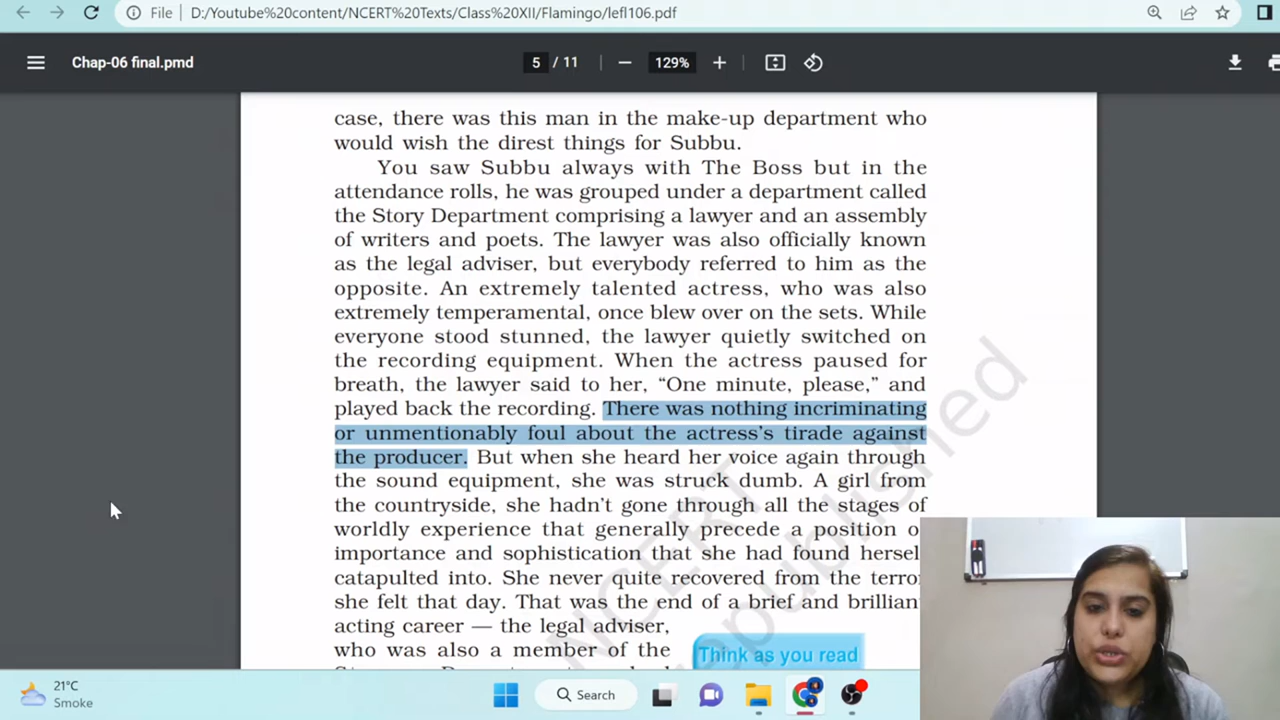 File D:/Youtube%20content/NCERT%20Texts/Class%20XII/Flamingo/lefl106.pdf
Chap-06 final.pmd
5 / 11
129%
case, there was this man in the make-up department who
would wish the direst things for Subbu.
You saw Subbu always with The Boss but in the
attendance rolls, he was grouped under a department called
the Story Department comprising a lawyer and an assembly
of writers and poets. The lawyer was also officially known
as the legal adviser, but everybody referred to him as the
opposite. An extremely talented actress, who was also
extremely temperamental, once blew over on the sets. While
everyone stood stunned, the lawyer quietly switched on
the recording equipment. When the actress paused for
breath, the lawyer said to her, “One minute, please,” and
played back the recording. There was nothing incriminating
or unmentionably foul about the actress’s tirade against
the producer. But when she heard her voice again through
the sound equipment, she was struck dumb. A girl from
the countryside, she hadn’t gone through all the stages of
worldly experience that generally precede a position o
importance and sophistication that she had found hersel
catapulted into. She never quite recovered from the terro
she felt that day. That was the end of a brief and brillian
acting career — the legal adviser,
who was also a member of the
Think as you read
NCERT
republished
21°C
Smoke
Search